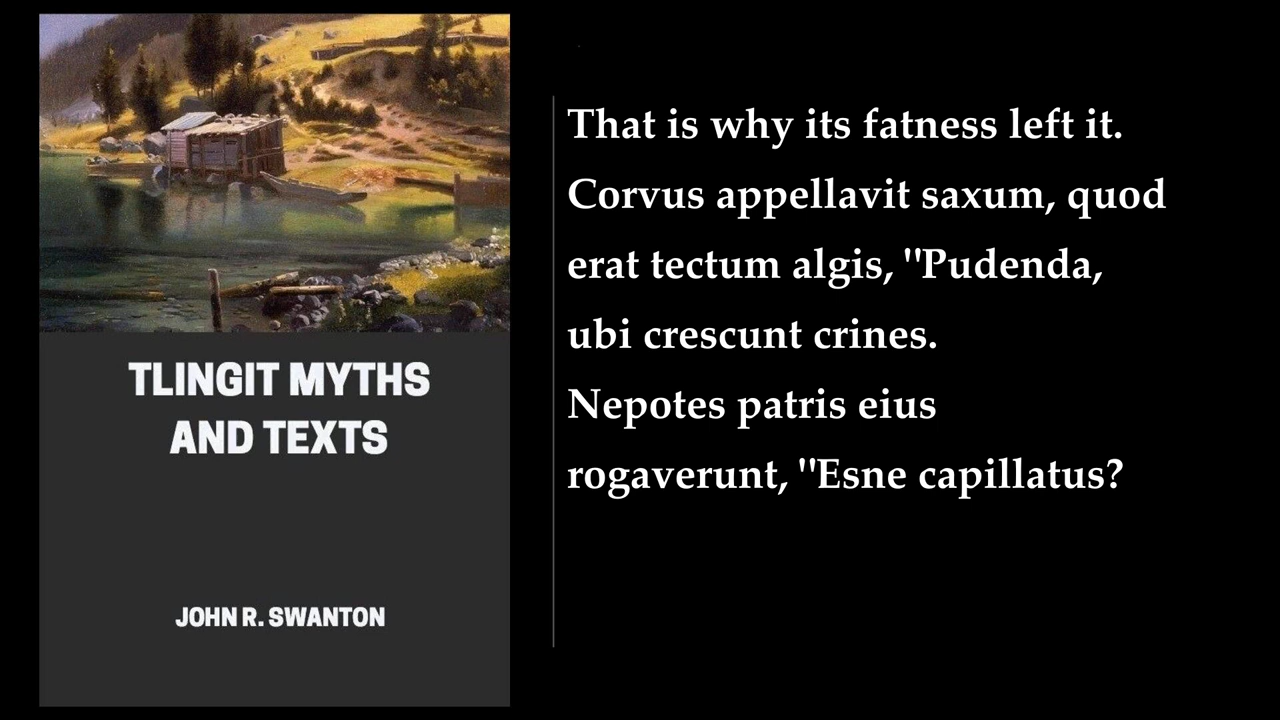 TLINGIT MYTHS
AND TEXTS
JOHN R. SWANTON
That is why its fatness left it.
Corvus appellavit saxum, quod
erat tectum algis, "Pudenda,
ubi crescunt crines.
Nepotes patris eius
rogaverunt, "Esne capillatus?